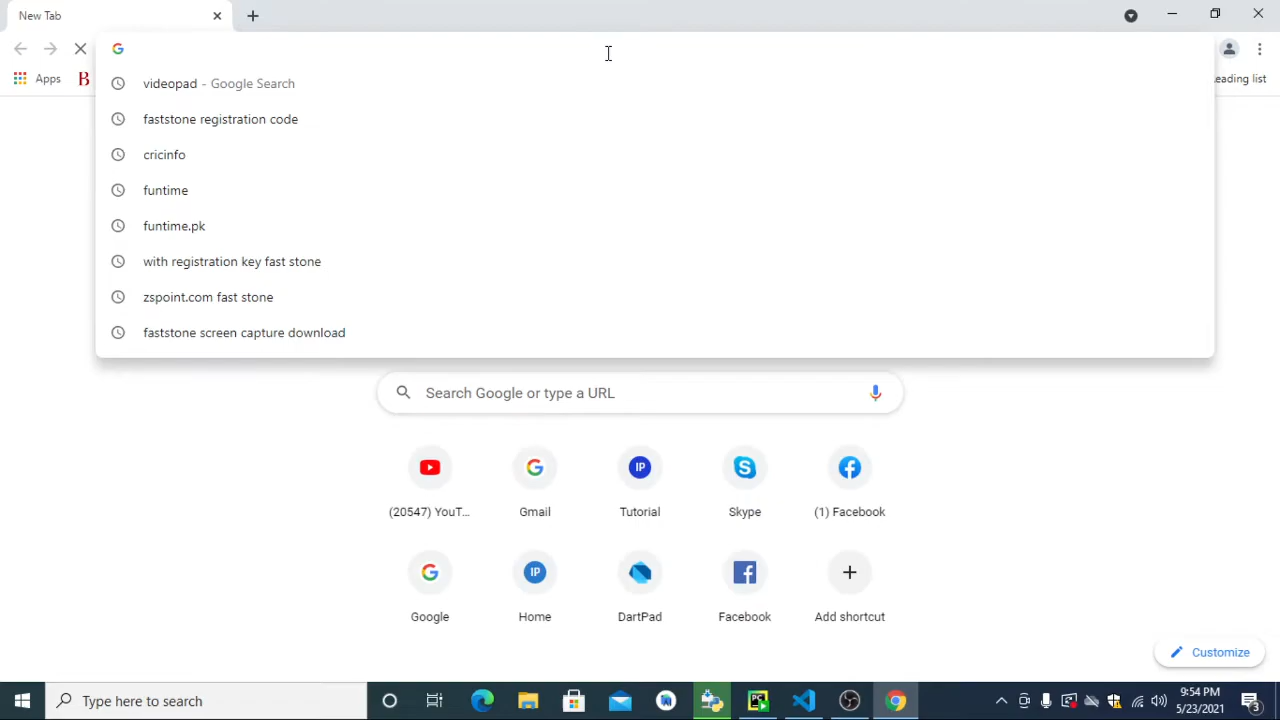 New Tab
videopad - Google Search
Apps
B
eading list
faststone registration code
cricinfo
funtime
funtime.pk
with registration key fast stone
zspoint.com fast stone
faststone screen capture download
Search Google or type a URL
IP
(20547) YouT...
Gmail
Tutorial
Skype
(1) Facebook
IP
Google
Home
DartPad
Facebook
Add shortcut
Customize
Type here to search
9:54 PM
5/23/2021
3